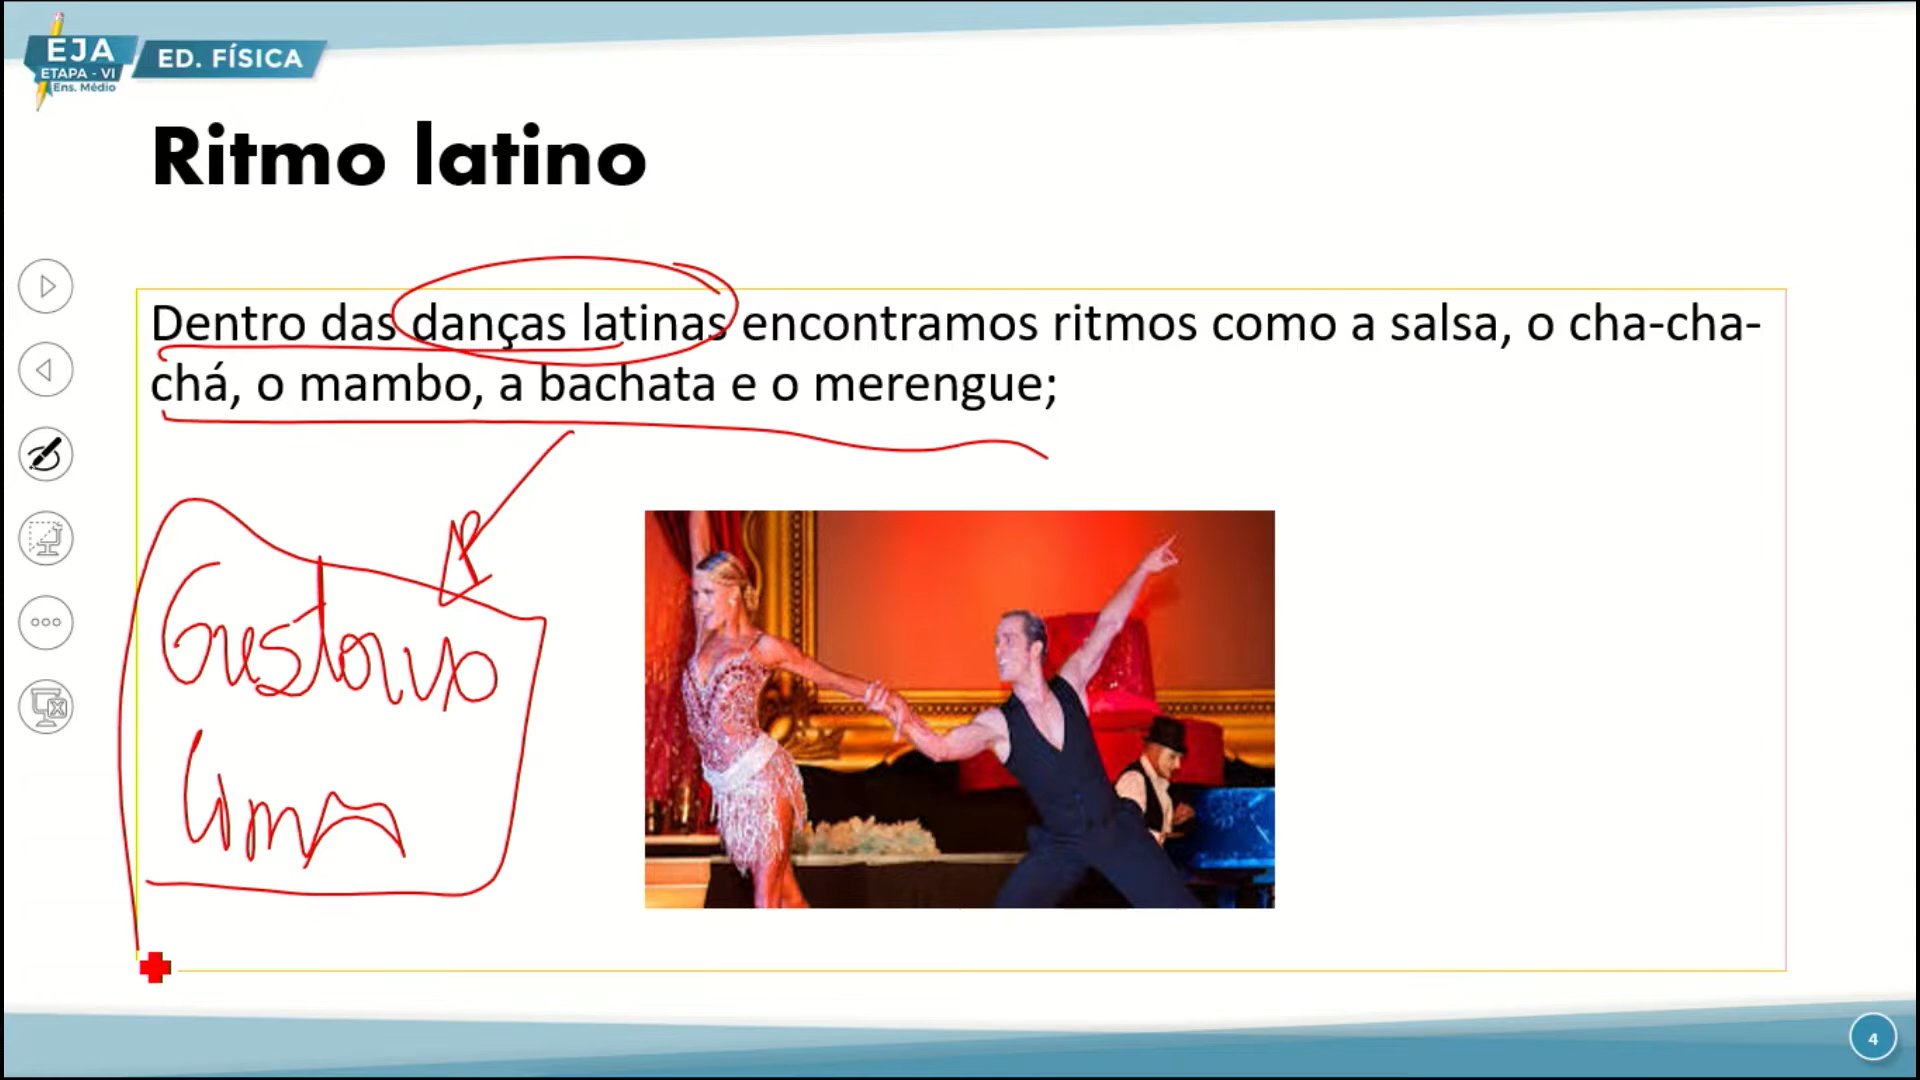 EJA
ETAPA - VI
Ens. Médio
ED. FÍSICA
Ritmo latino
Dentro das danças latinas encontramos ritmos como a salsa, o cha-cha-
chá, o mambo, a bachata e o merengue;
Gustavo
Lima
4